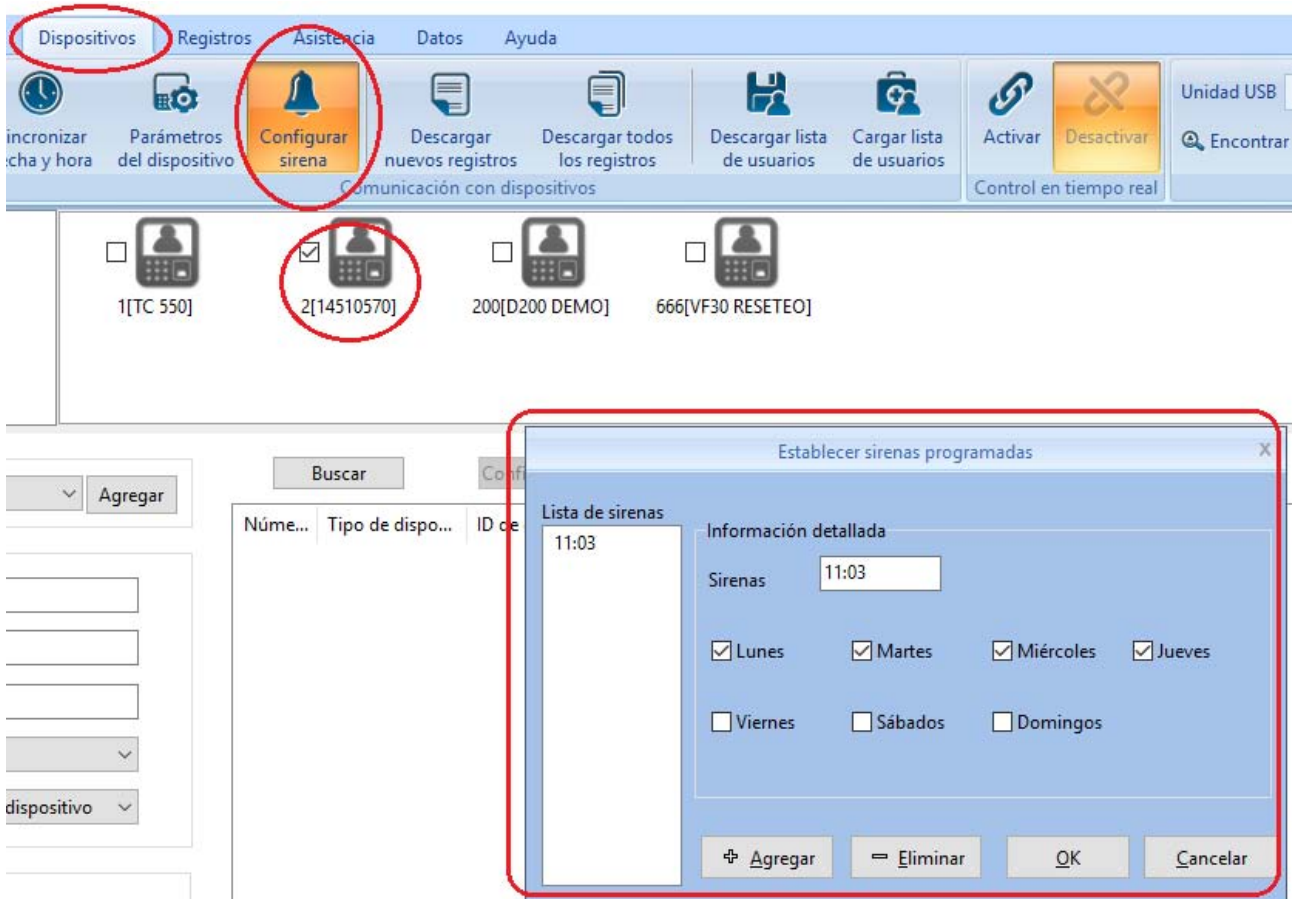 Dispositivos Registros Asistencia Datos Ayuda
incronizar Parámetros Configurar Descargar Descargar todos Descargar lista Cargar lista Activar Desactivar Unidad USB
echa y hora del dispositivo sirena nuevos registros los registros de usuarios de usuarios Encontrar
Comunicación con dispositivos Control en tiempo real
1[TC 550] 2[14510570] 200[D200 DEMO] 666[VF30 RESETEO]
Establecer sirenas programadas X
Buscar Confi
Agregar
Lista de sirenas
Núme... Tipo de dispo... ID de
11:03 Información detallada
Sirenas 11:03
Lunes Martes Miércoles Jueves
Viernes Sábados Domingos
dispositivo
Agregar Eliminar OK Cancelar